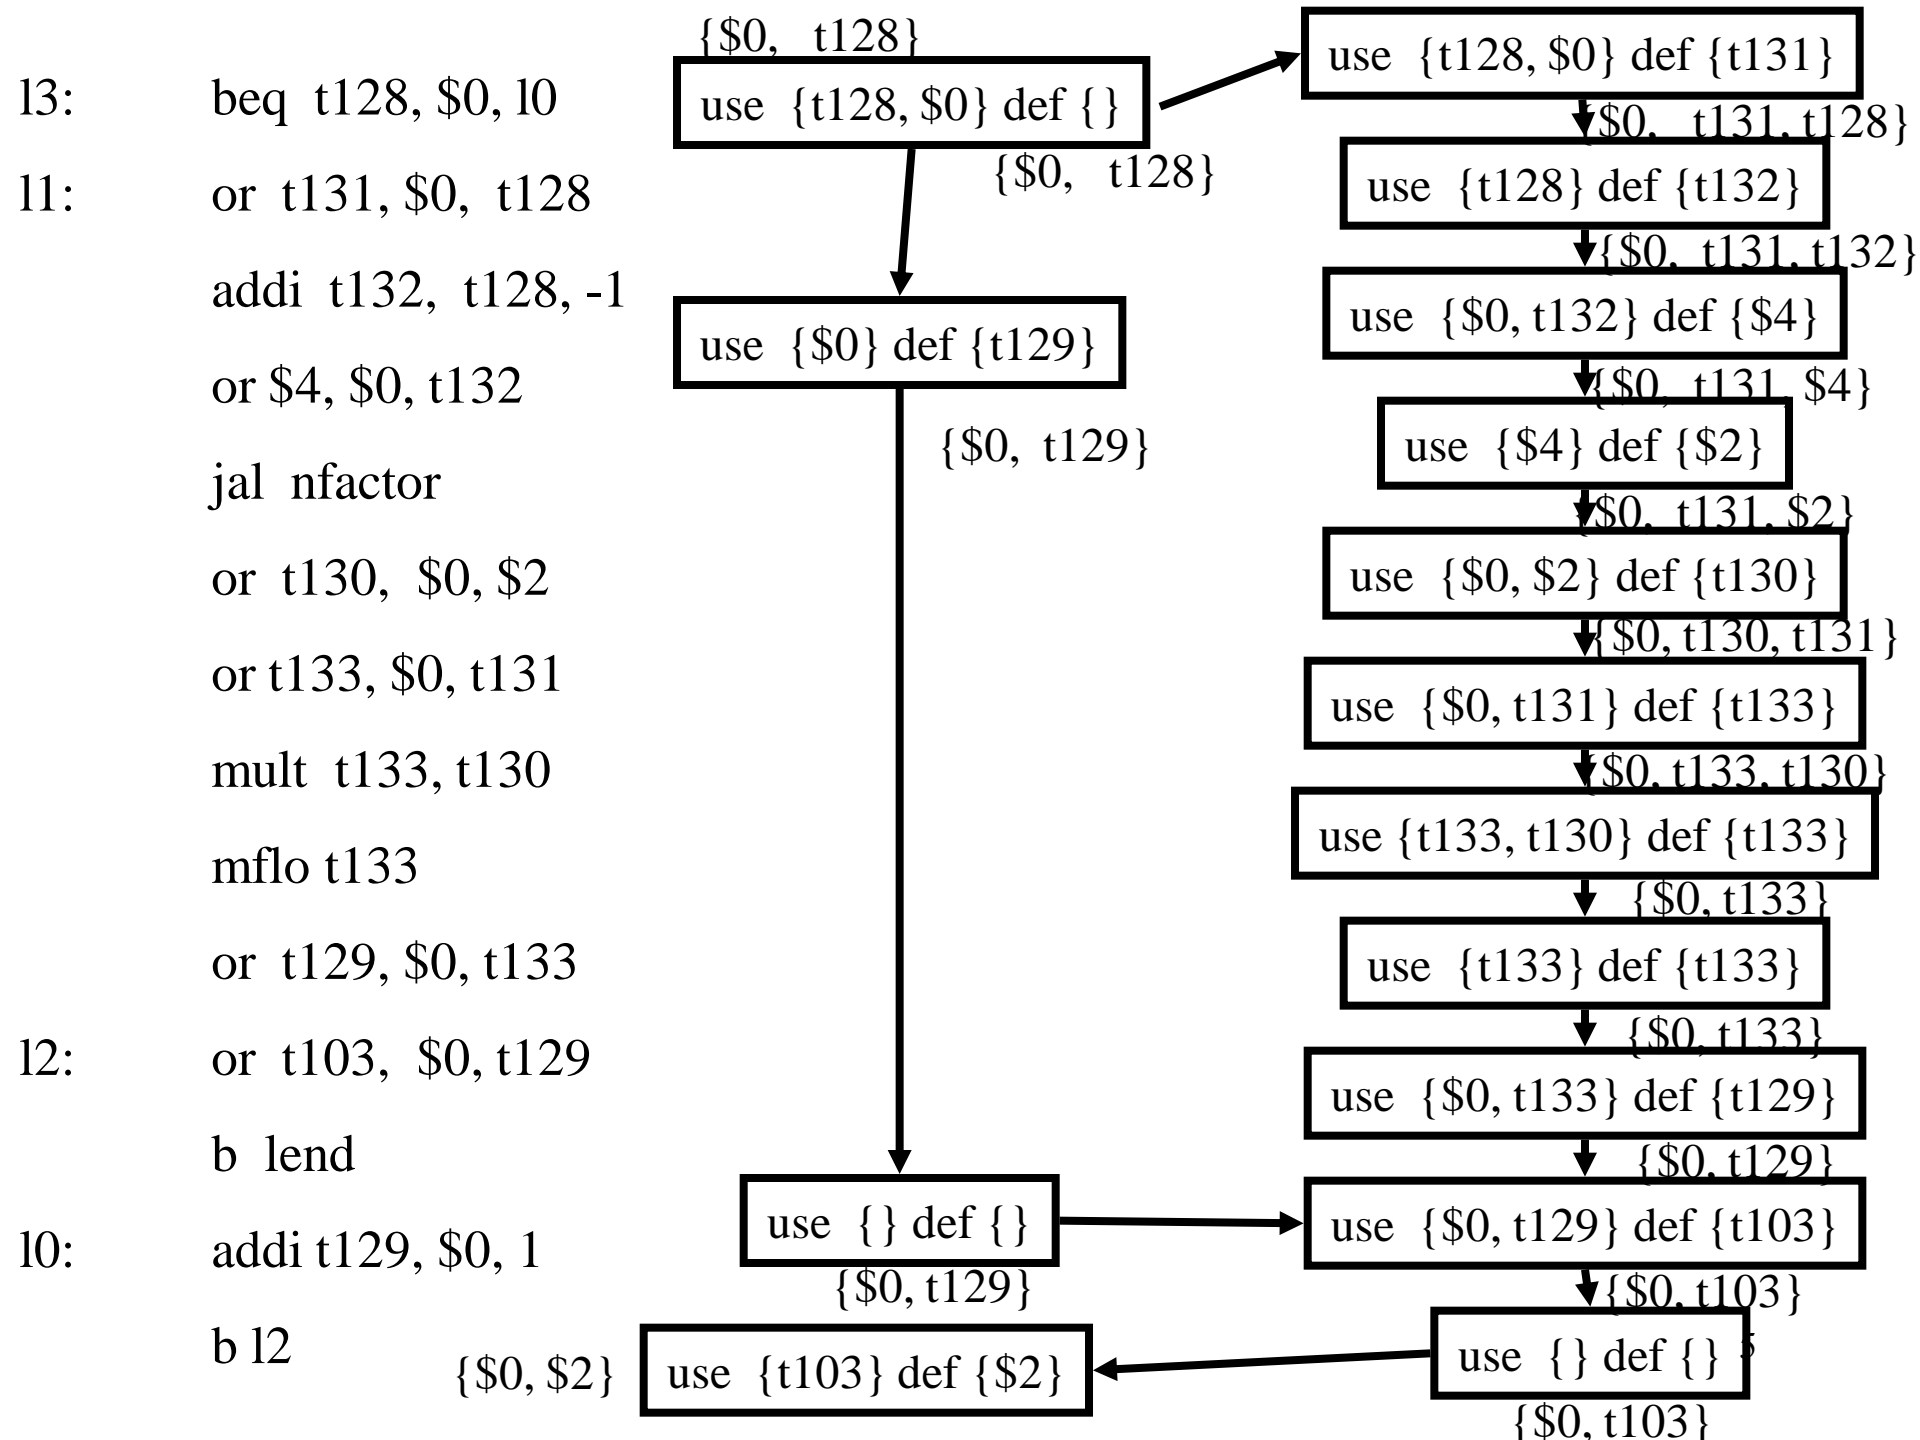 l3: beq t128, $0, l0
l1: or t131, $0, t128
addi t132, t128, -1
or $4, $0, t132
jal nfactor
or t130, $0, $2
or t133, $0, t131
mult t133, t130
mflo t133
or t129, $0, t133
l2: or t103, $0, t129
b lend
l0: addi t129, $0, 1
b l2
{$0, t128}
use {t128, $0} def {}
{$0, t128}
use {$0} def {t129}
{$0, t129}
use {} def {}
{$0, t129}
use {t128, $0} def {t131}
{$0, t131, t128}
use {t128} def {t132}
{$0, t131, t132}
use {$0, t132} def {$4}
{$0, t131, $4}
use {$4} def {$2}
{$0, t131, $2}
use {$0, $2} def {t130}
{$0, t130, t131}
use {$0, t131} def {t133}
{$0, t133, t130}
use {t133, t130} def {t133}
{$0, t133}
use {t133} def {t133}
{$0, t133}
use {$0, t133} def {t129}
{$0, t129}
use {$0, t129} def {t103}
{$0, t103}
use {} def {}
5
{$0, t103}
{$0, $2} use {t103} def {$2}